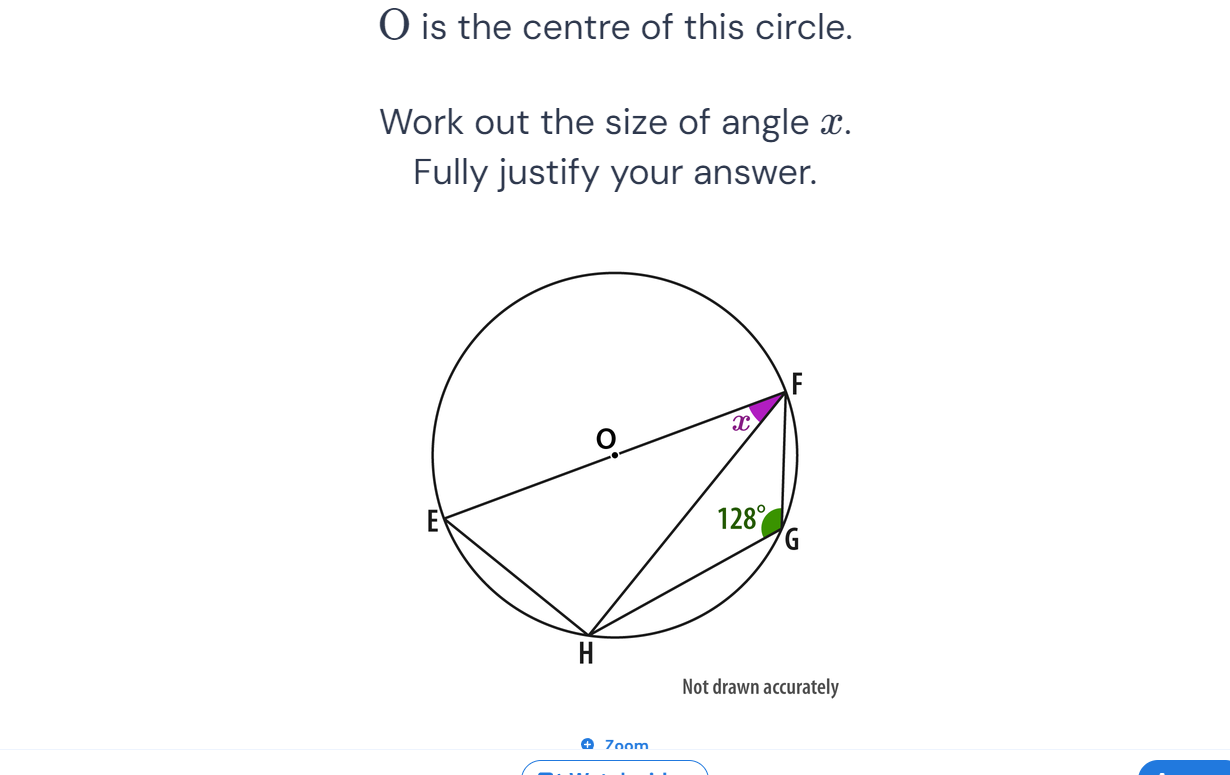 O is the centre of this circle.
Work out the size of angle x.
Fully justify your answer.
F
x
O
E
128°
G
H
Not drawn accurately
Zoom